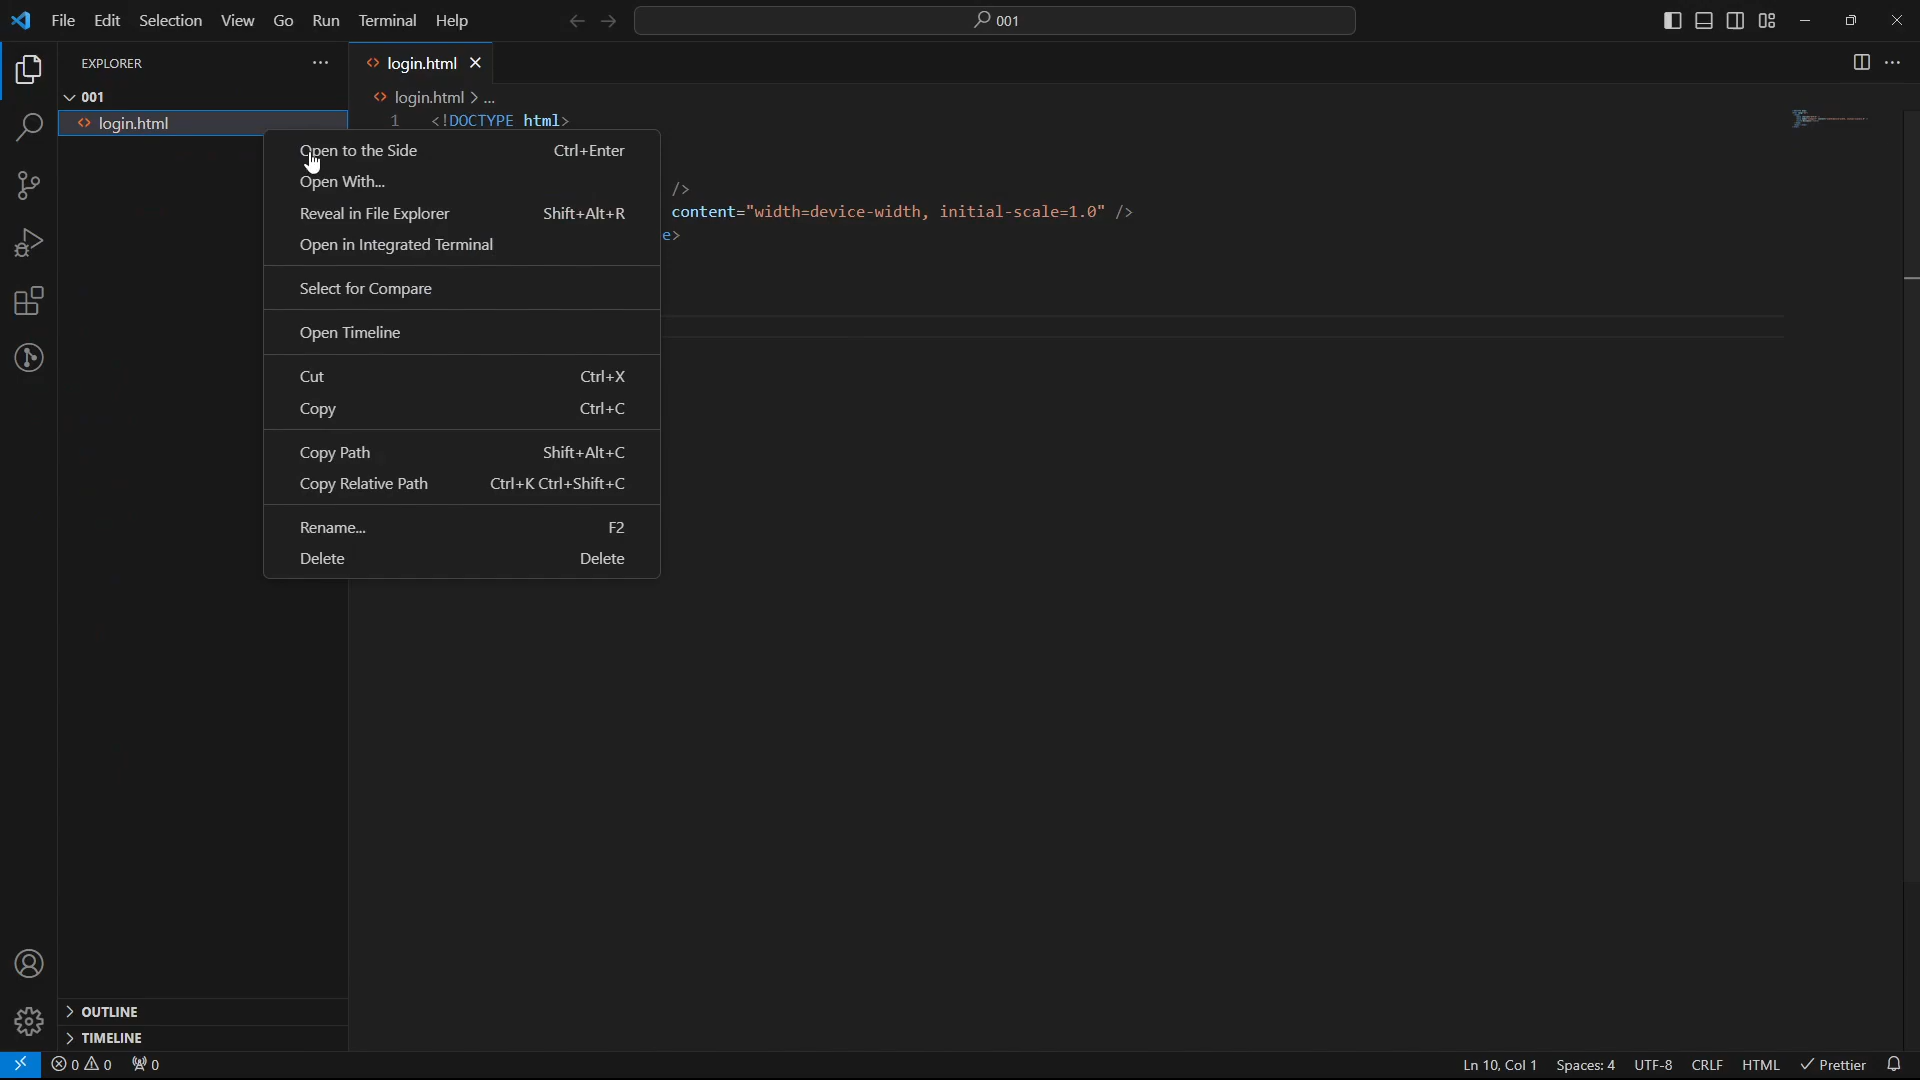 File Edit Selection View Go Run Terminal Help
001
EXPLORER
001
login.html
login.html
login.html > ...
1 <!DOCTYPE html>
/>
content="width=device-width, initial-scale=1.0" />
e>
Open to the Side Ctrl+Enter
Open With...
Reveal in File Explorer Shift+Alt+R
Open in Integrated Terminal
Select for Compare
Open Timeline
Cut Ctrl+X
Copy Ctrl+C
Copy Path Shift+Alt+C
Copy Relative Path Ctrl+K Ctrl+Shift+C
Rename... F2
Delete Delete
OUTLINE
TIMELINE
0 0 0 Ln 10, Col 1 Spaces: 4 UTF-8 CRLF HTML Prettier